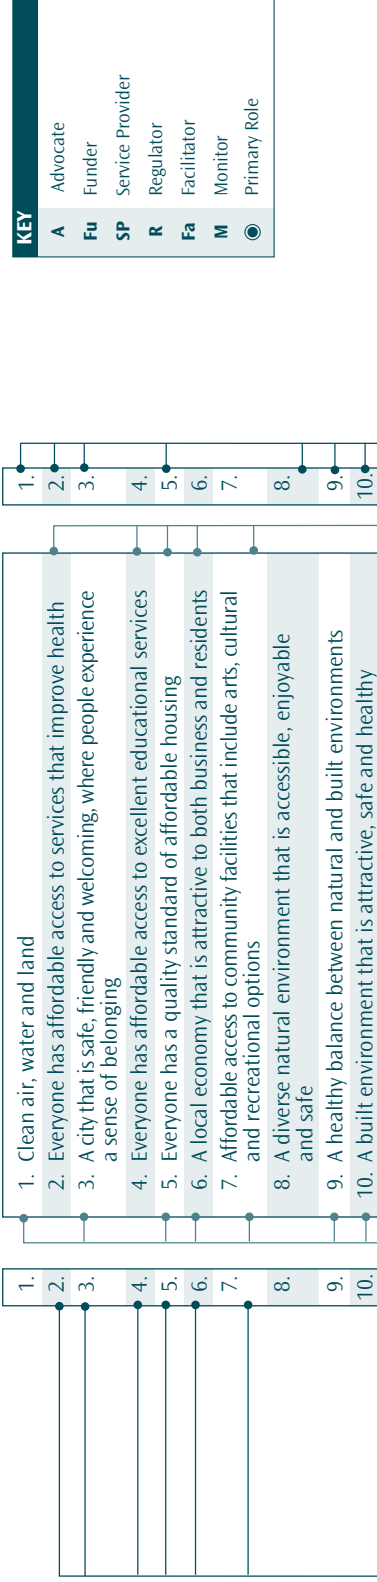 1.
2.
3.
4.
5.
6.
7.
8.
9.
10.
1. Clean air, water and land
2. Everyone has affordable access to services that improve health
3. A city that is safe, friendly and welcoming, where people experience
a sense of belonging
4. Everyone has affordable access to excellent educational services
5. Everyone has a quality standard of affordable housing
6. A local economy that is attractive to both business and residents
7. Affordable access to community facilities that include arts, cultural
and recreational options
8. A diverse natural environment that is accessible, enjoyable
and safe
9. A healthy balance between natural and built environments
10. A built environment that is attractive, safe and healthy
1.
2.
3.
4.
5.
6.
7.
8.
9.
10.
KEY
A Advocate
Fu Funder
SP Service Provider
R Regulator
Fa Facilitator
M Monitor
Primary Role